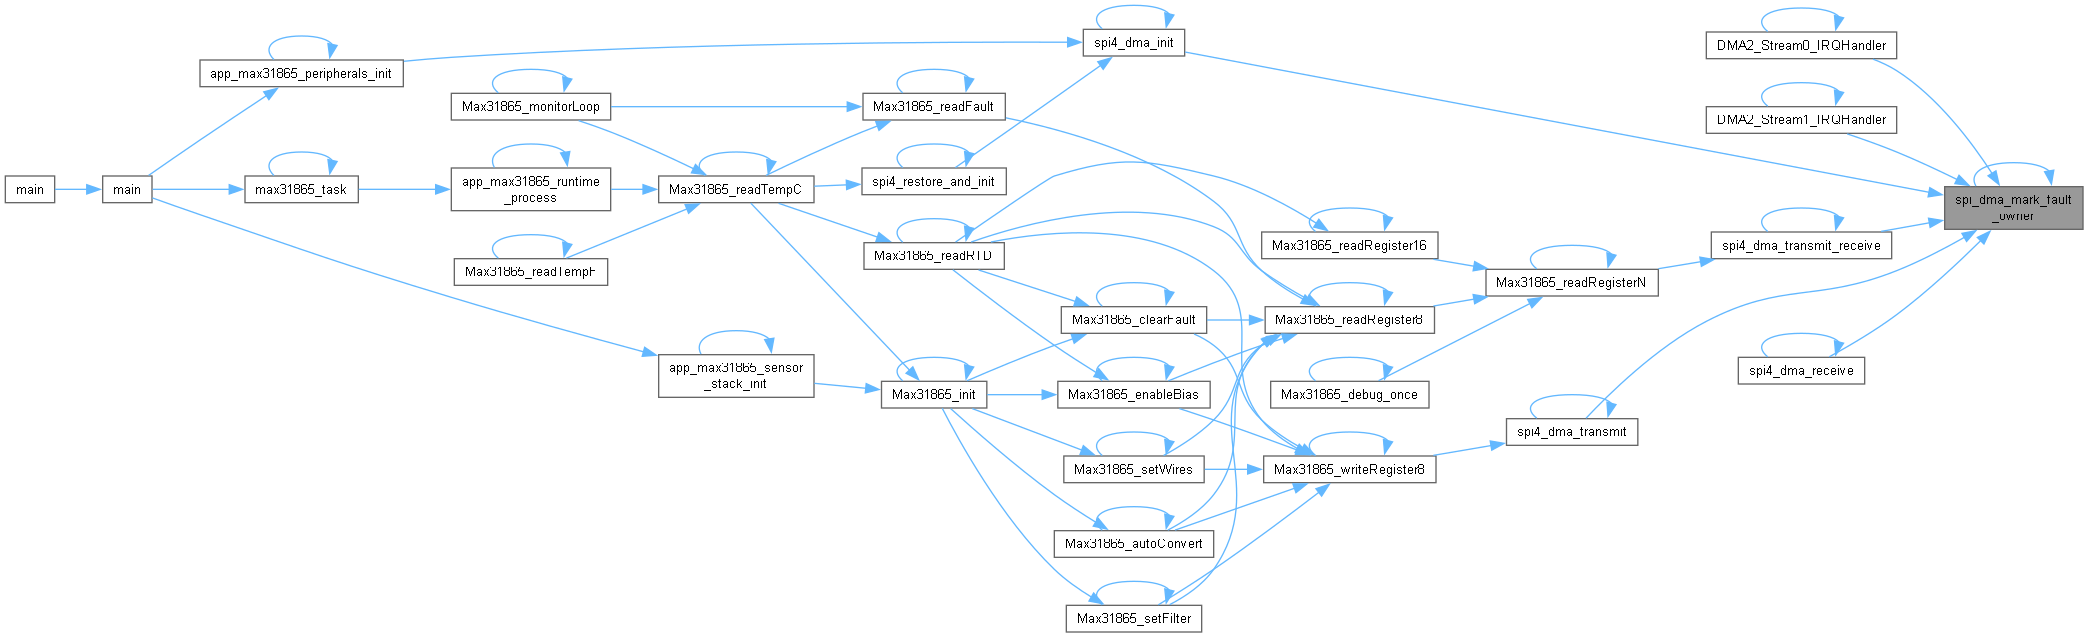 main
main
app_max31865_peripherals_init
max31865_task
Max31865_monitorLoop
app_max31865_runtime
_process
Max31865_readTempF
app_max31865_sensor
_stack_init
Max31865_readTempC
Max31865_readFault
spi4_restore_and_init
Max31865_readRTD
Max31865_init
spi4_dma_init
Max31865_clearFault
Max31865_enableBias
Max31865_setWires
Max31865_autoConvert
Max31865_setFilter
Max31865_readRegister16
Max31865_readRegister8
Max31865_debug_once
Max31865_writeRegister8
Max31865_readRegisterN
spi4_dma_transmit
DMA2_Stream0_IRQHandler
DMA2_Stream1_IRQHandler
spi4_dma_transmit_receive
spi4_dma_receive
spi_dma_mark_fault
_owner